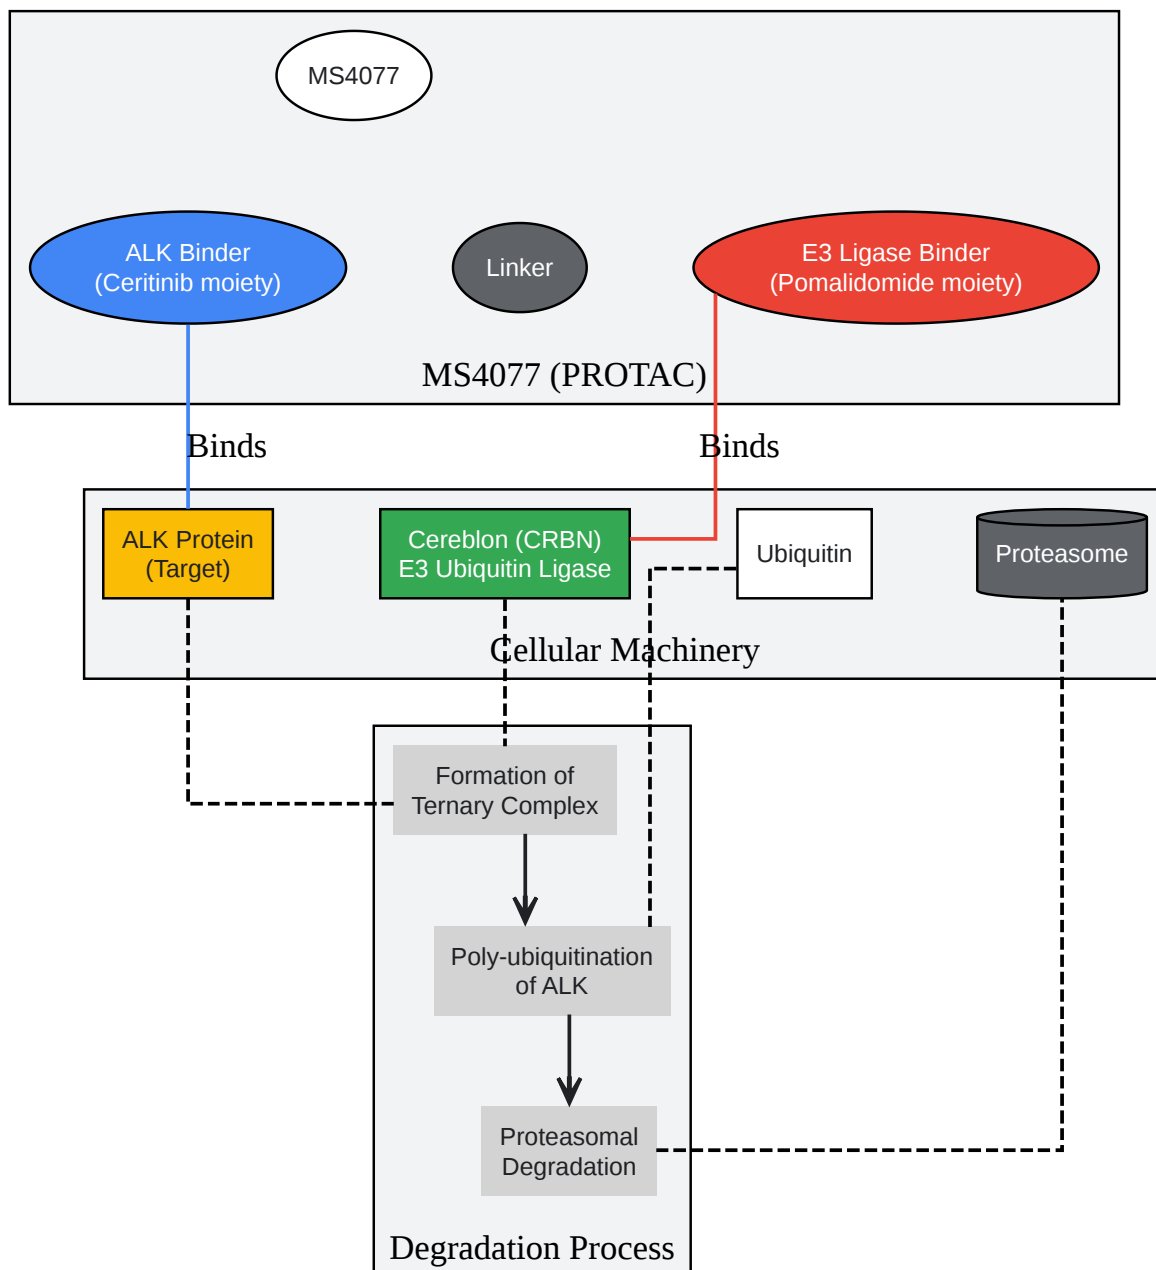 MS4077
ALK Binder
(Ceritinib moiety)
Linker
E3 Ligase Binder
(Pomalidomide moiety)
MS4077 (PROTAC)
Binds
Binds
ALK Protein
(Target)
Cereblon (CRBN)
E3 Ubiquitin Ligase
Ubiquitin
Proteasome
Cellular Machinery
Formation of
Ternary Complex
Poly-ubiquitination
of ALK
Proteasomal
Degradation
Degradation Process